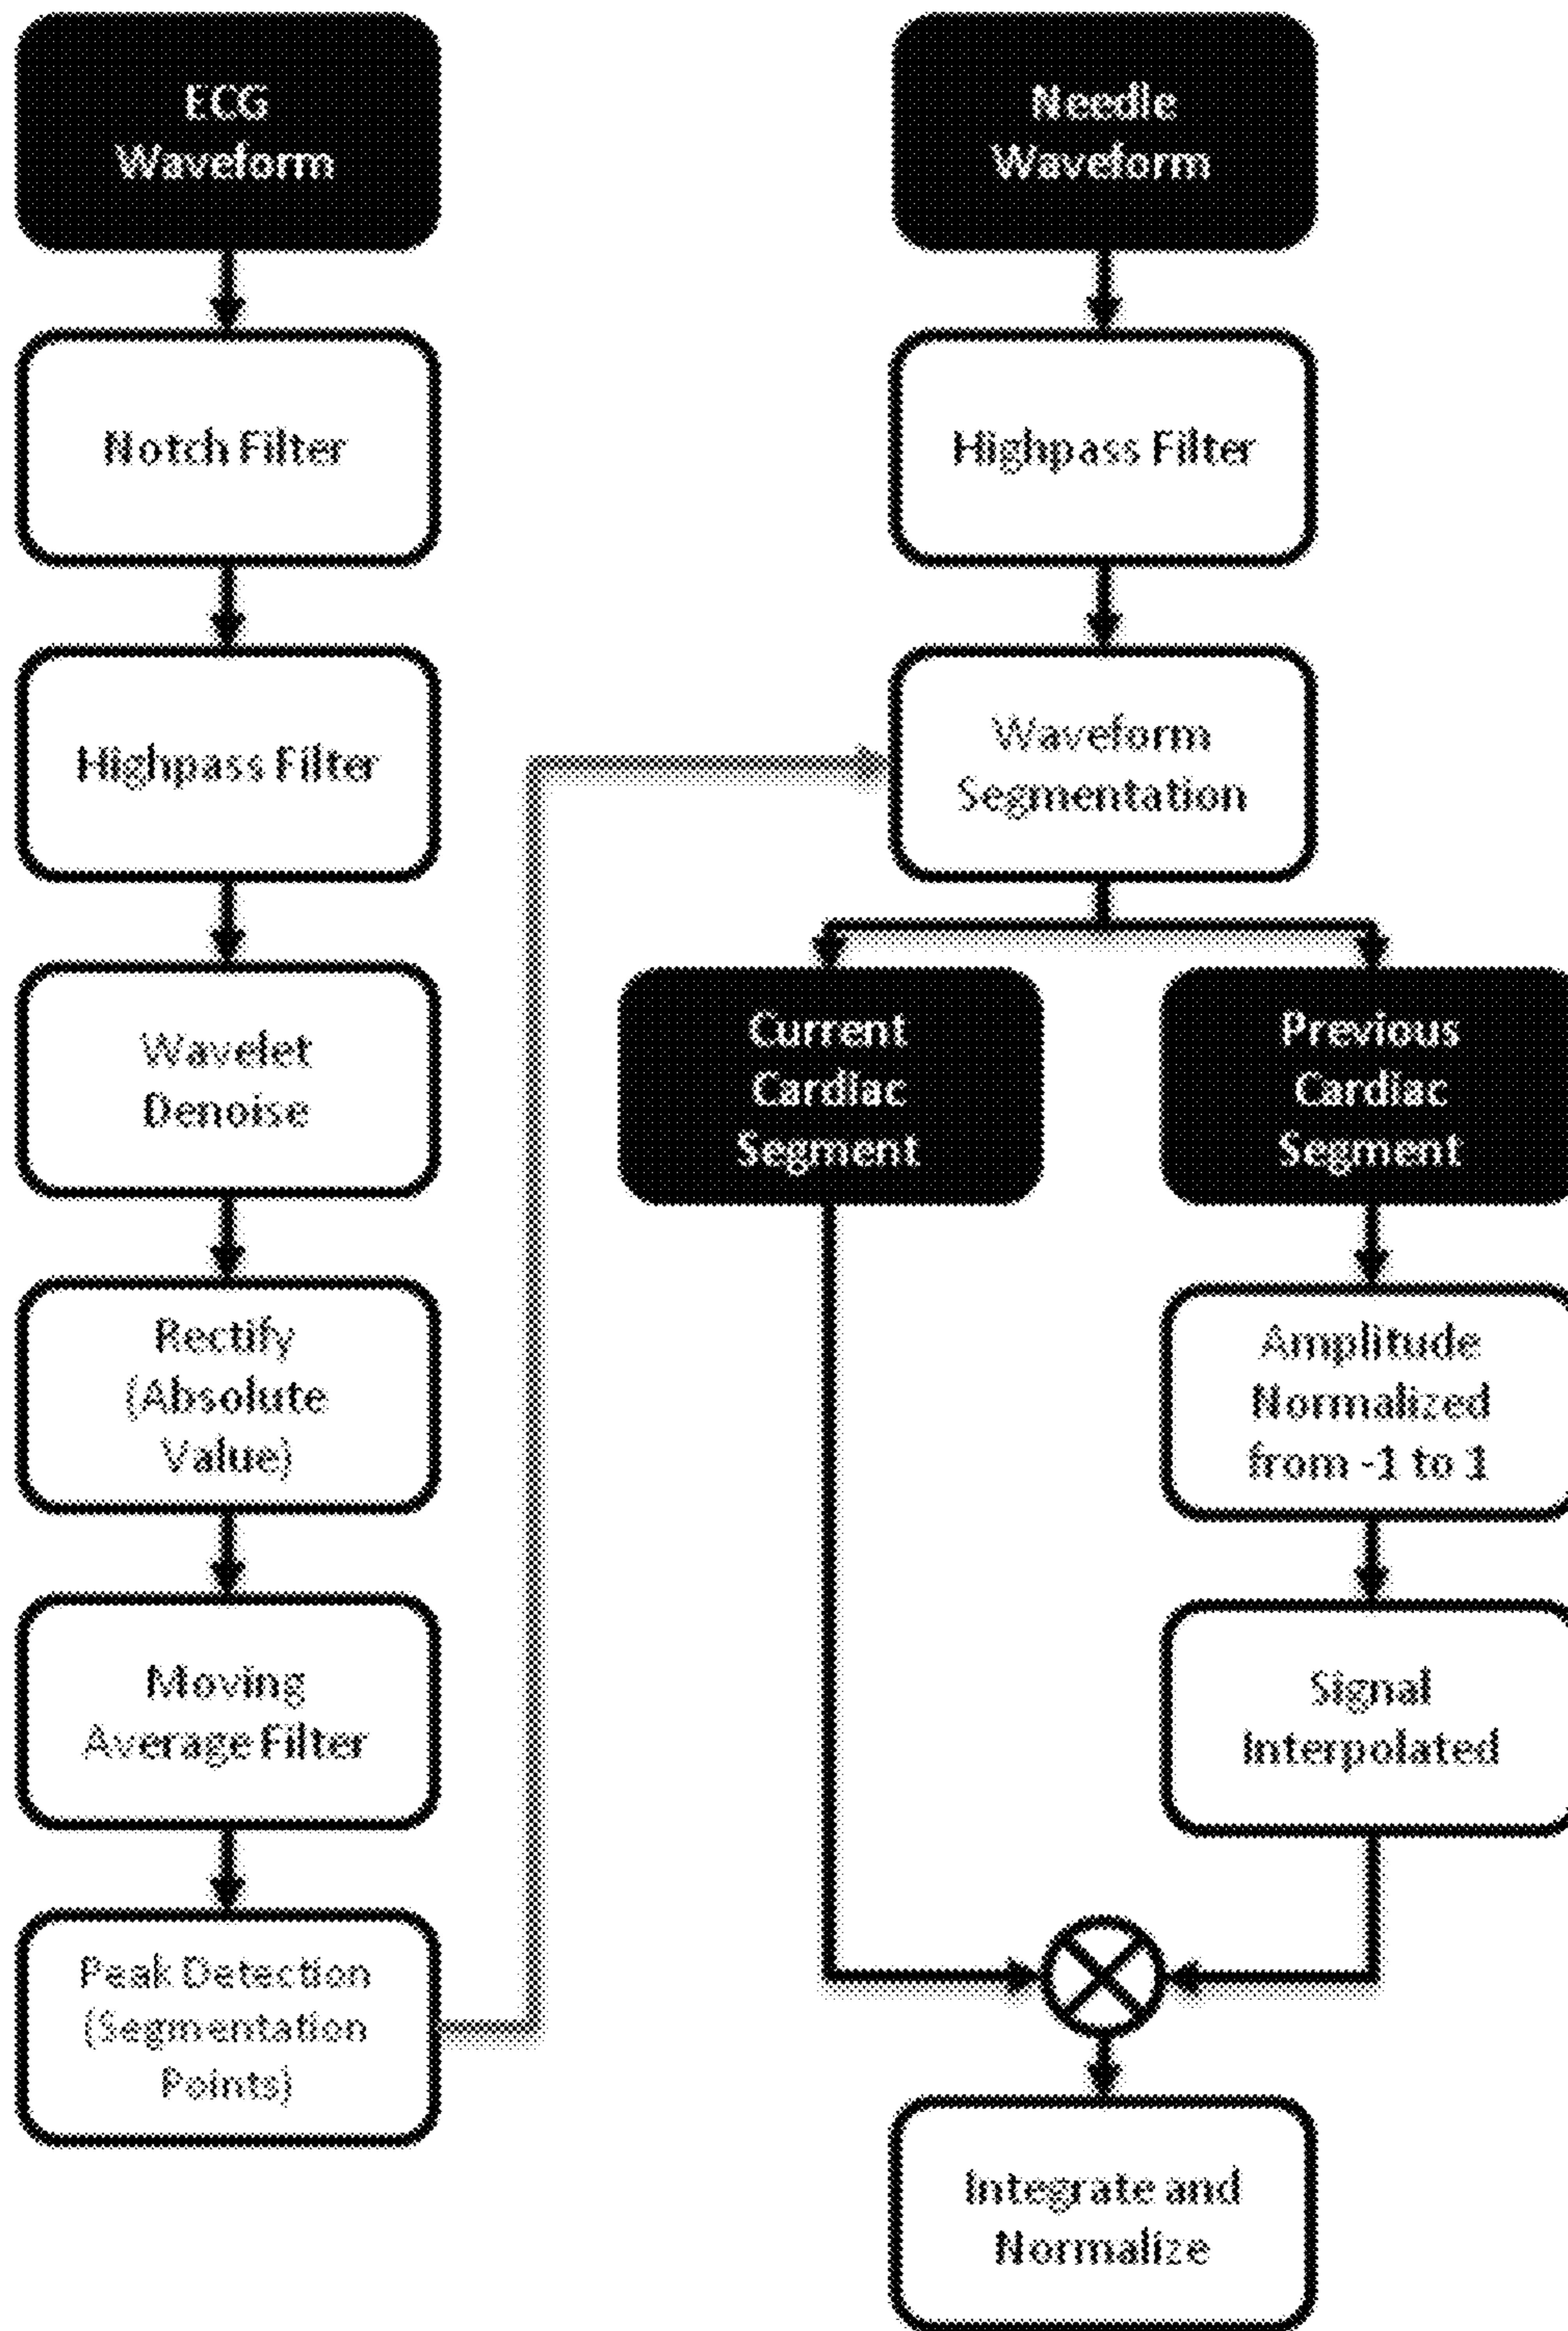 ECG
Waveform
Notch Filter
Highpass Filter
Wavelet
Denoise
Rectify
(Absolute
Value)
Moving
Average Filter
Peak Detection
(Segmentation
Points)
Needle
Waveform
Highpass Filter
Waveform
Segmentation
Current
Cardiac
Segment
Previous
Cardiac
Segment
Amplitude
Normalized
from -1 to 1
Signal
Interpolated
Integrate and
Normalize